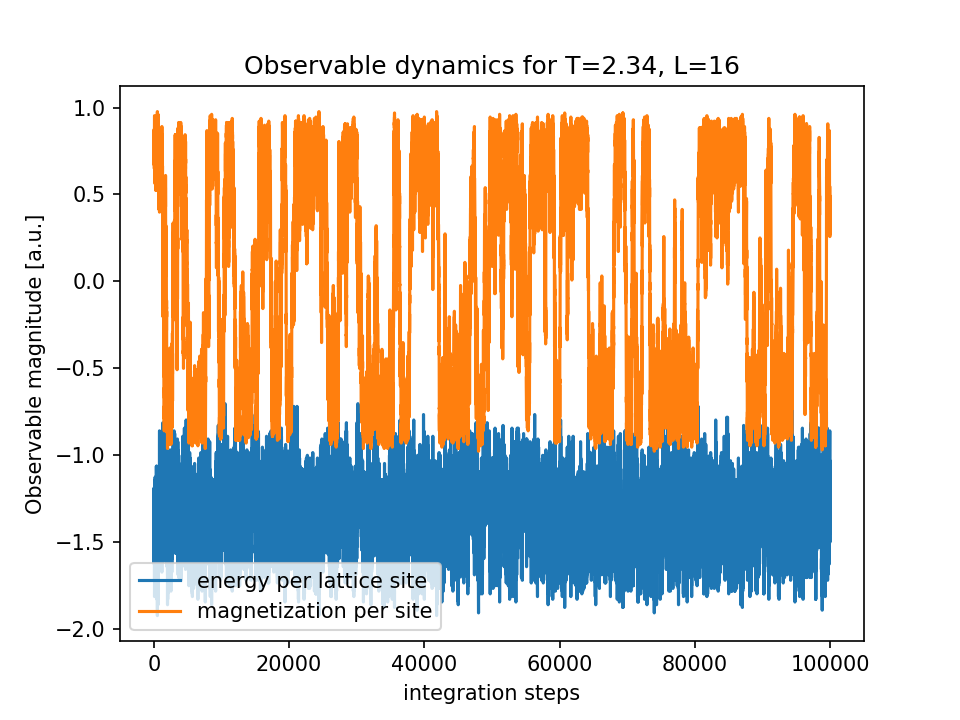 Observable dynamics for T=2.34, L=16
Observable magnitude [a.u.]
1.0
0.5
0.0
−0.5
−1.0
−1.5
−2.0
energy per lattice site
magnetization per site
0 20000 40000 60000 80000 100000
integration steps